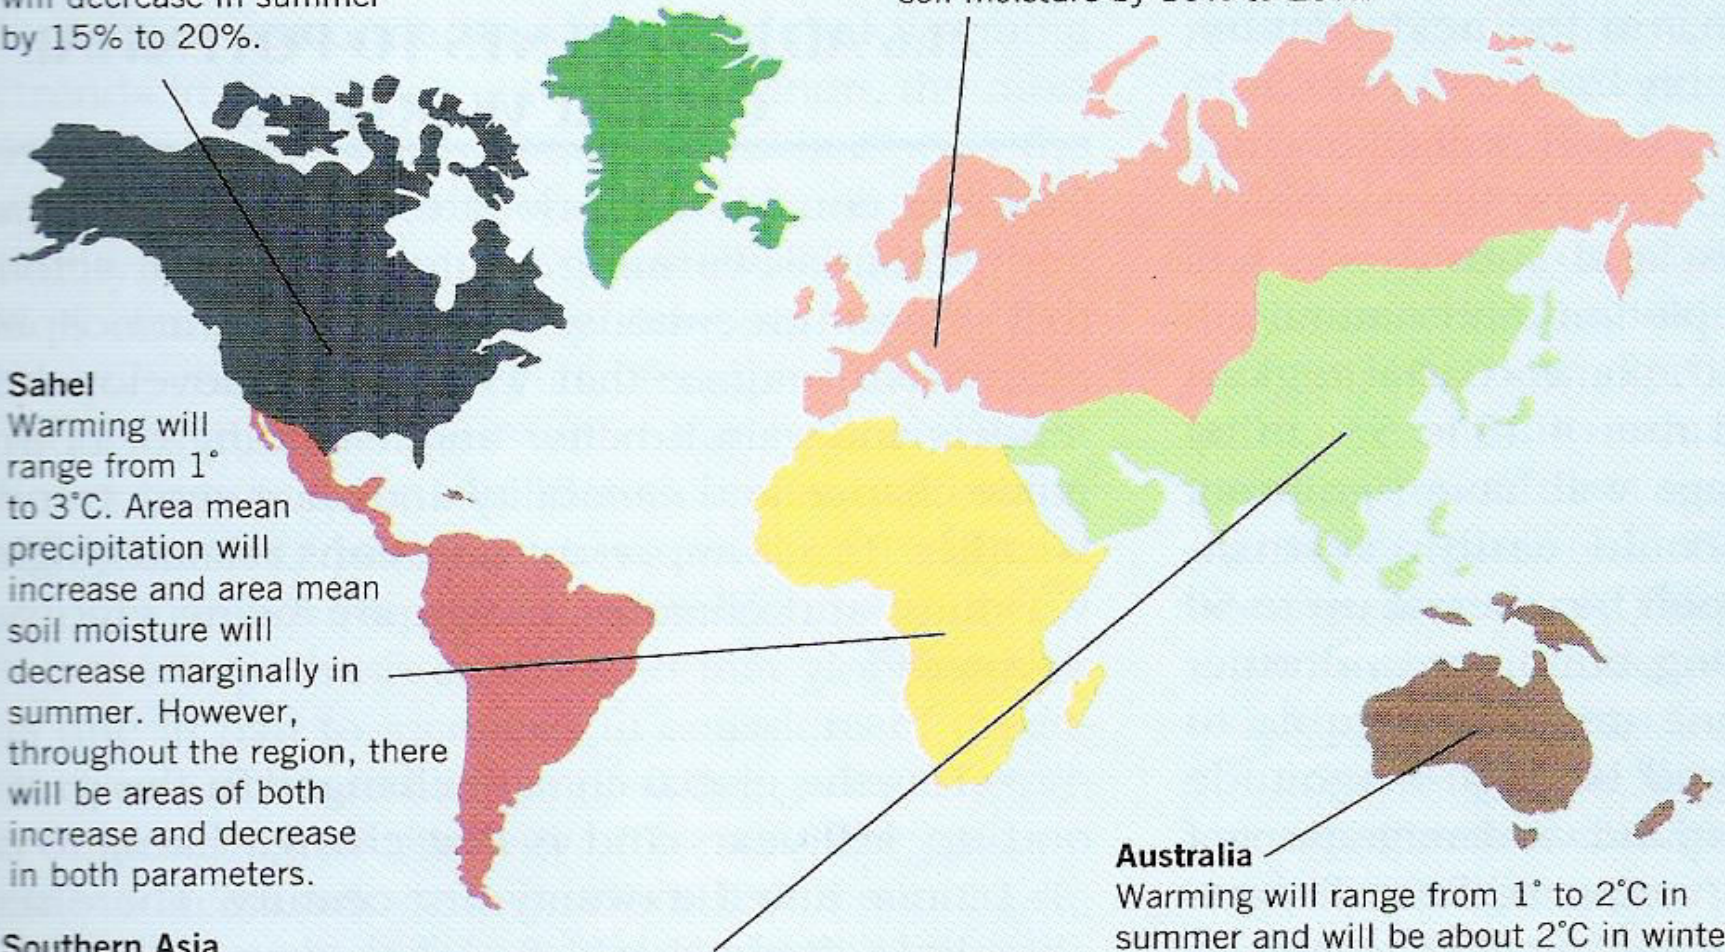 will decrease in summer
by 15% to 20%.
soil moisture by
Sahel
Warming will
range from 1°
to 3°C. Area mean
precipitation will
increase and area mean
soil moisture will
decrease marginally in
summer. However,
throughout the region, there
will be areas of both
increase and decrease
in both parameters.
Southern Asia
Australia
Warming will range from 1° to 2°C in
summer and will be about 2°C in winte